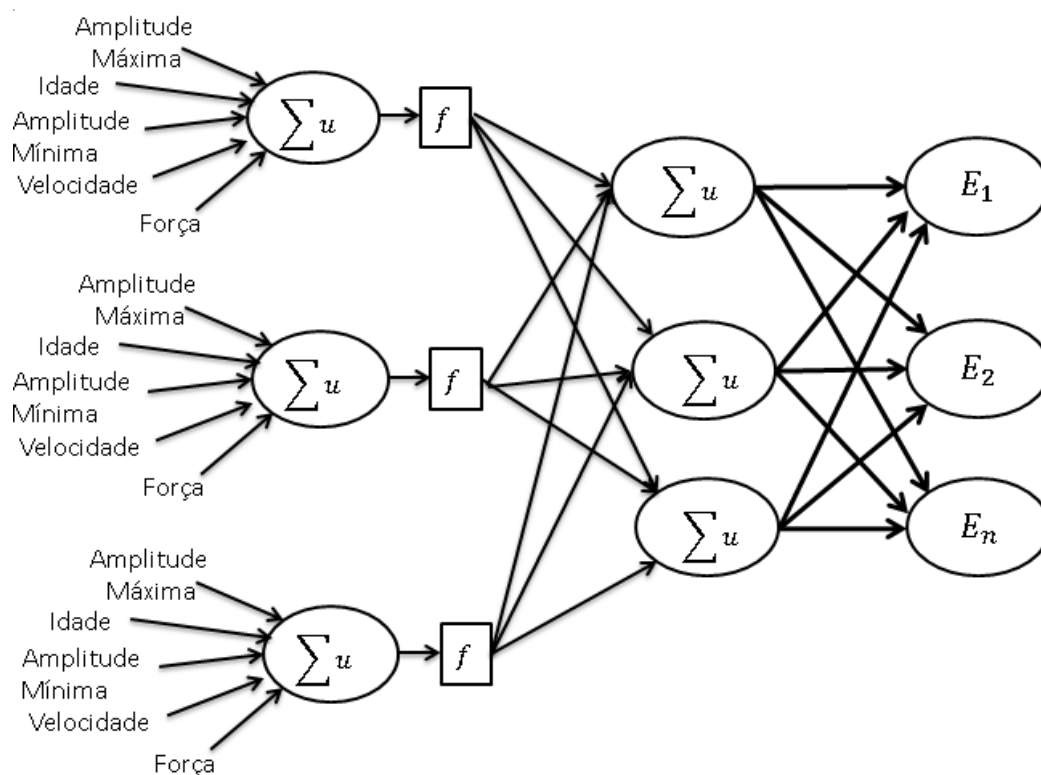 Amplitude
Máxima
Idade
Amplitude
Mínima
Velocidade
Força
∑ u
f
Amplitude
Máxima
Idade
Amplitude
Mínima
Velocidade
Força
∑ u
f
Amplitude
Máxima
Idade
Amplitude
Mínima
Velocidade
Força
∑ u
f
∑ u
∑ u
∑ u
E₁
E₂
Eₙ